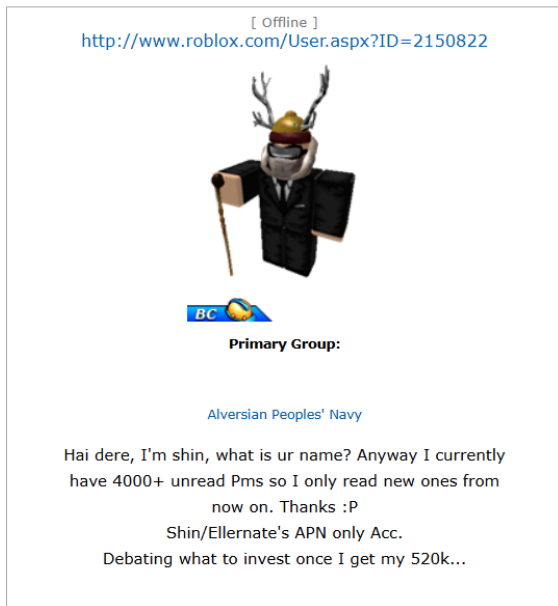 [ Offline ]
http://www.roblox.com/User.aspx?ID=2150822
BC
Primary Group:
Alversian Peoples' Navy
Hai dere, I'm shin, what is ur name? Anyway I currently
have 4000+ unread Pms so I only read new ones from
now on. Thanks :P
Shin/Ellernate's APN only Acc.
Debating what to invest once I get my 520k...